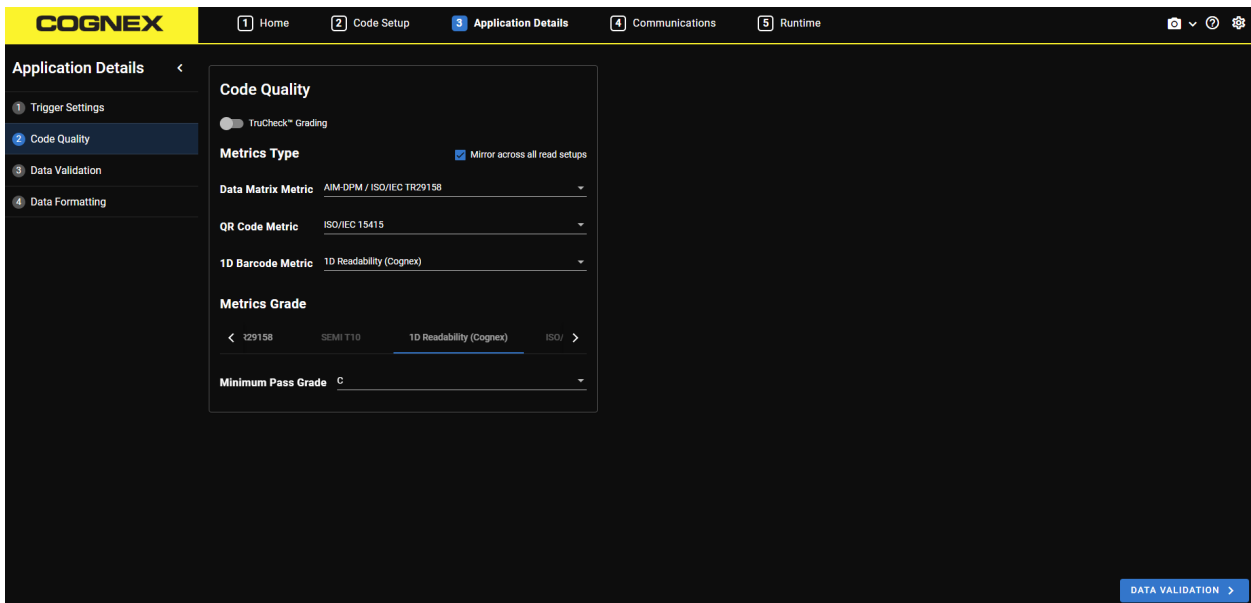 COGNEX
1 Home
2 Code Setup
3 Application Details
4 Communications
5 Runtime
Application Details
1 Trigger Settings
2 Code Quality
3 Data Validation
4 Data Formatting
Code Quality
TruCheck™ Grading
Metrics Type
Mirror across all read setups
Data Matrix Metric AIM-DPM / ISO/IEC TR29158
QR Code Metric ISO/IEC 15415
1D Barcode Metric 1D Readability (Cognex)
Metrics Grade
R29158 SEMI T10 1D Readability (Cognex) ISO/
Minimum Pass Grade C
DATA VALIDATION